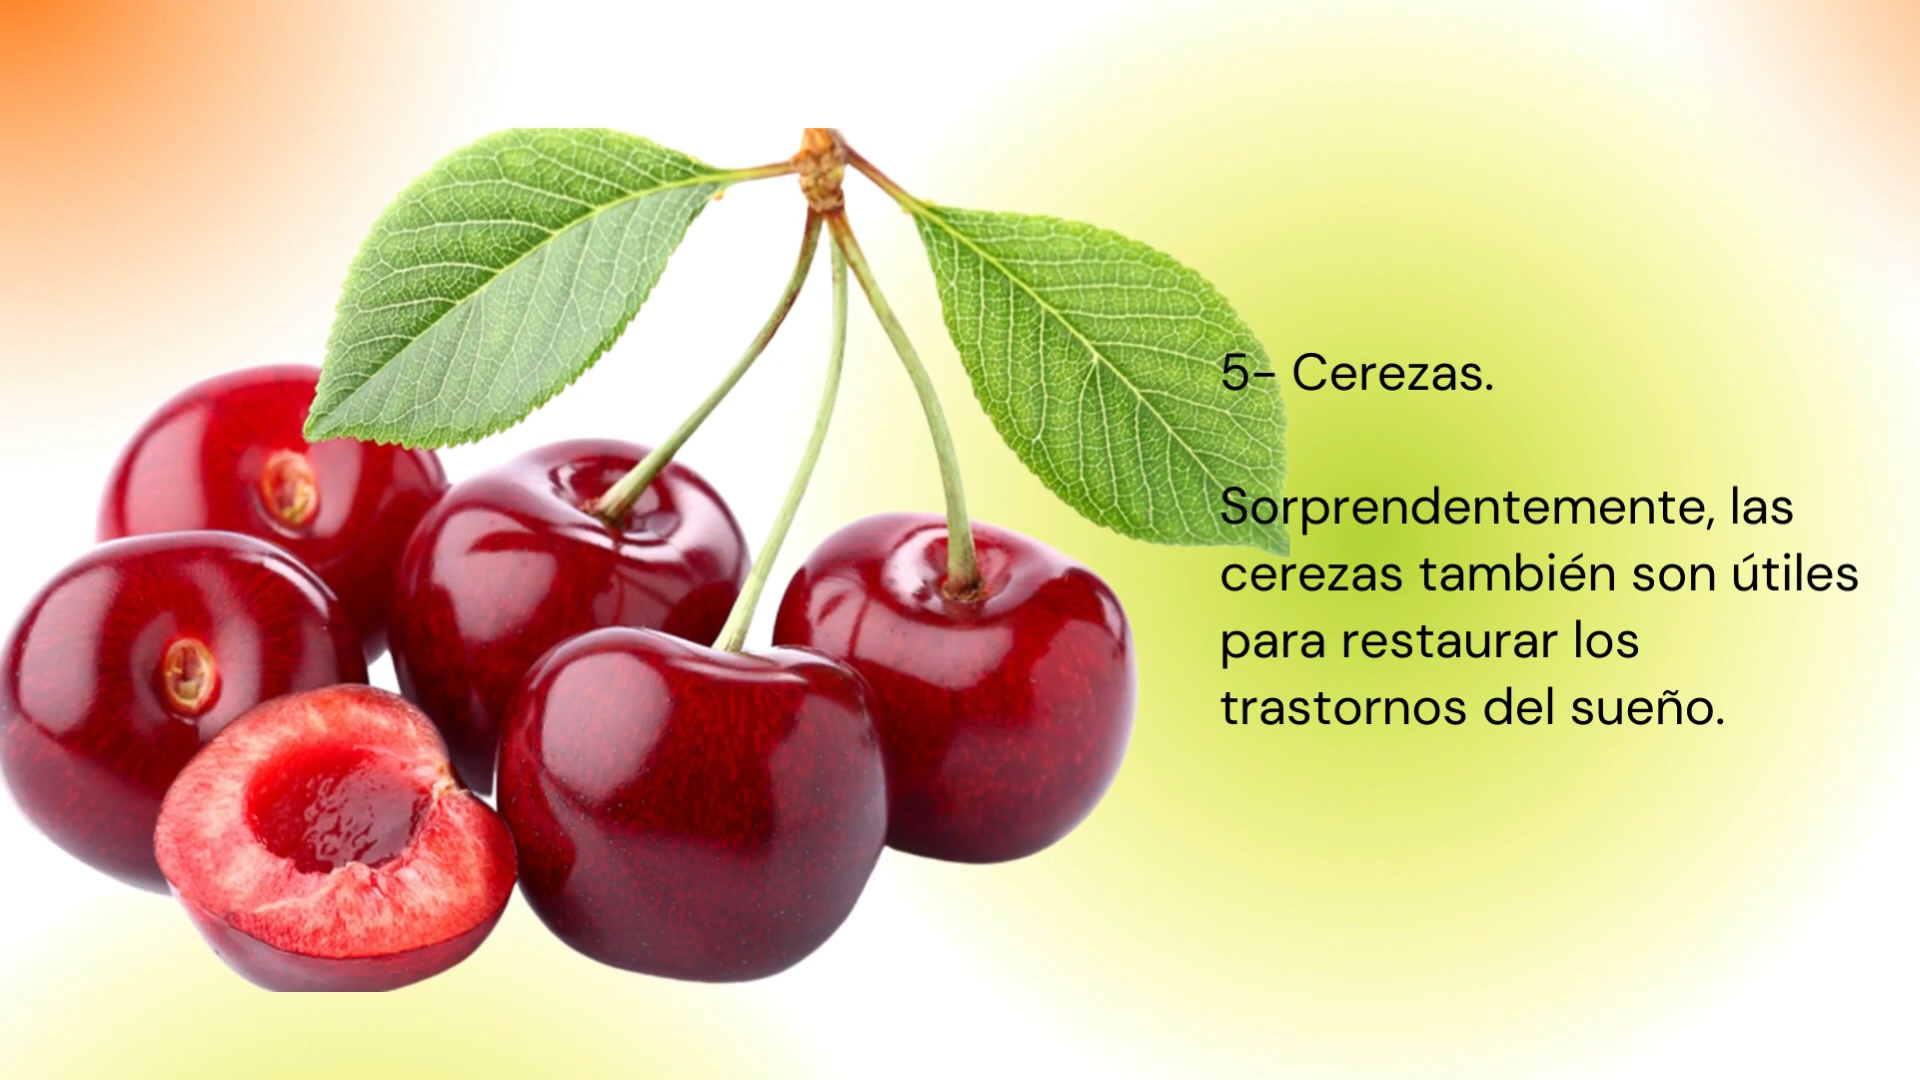 5- Cerezas.
Sorprendentemente, las
cerezas también son útiles
para restaurar los
trastornos del sueño.